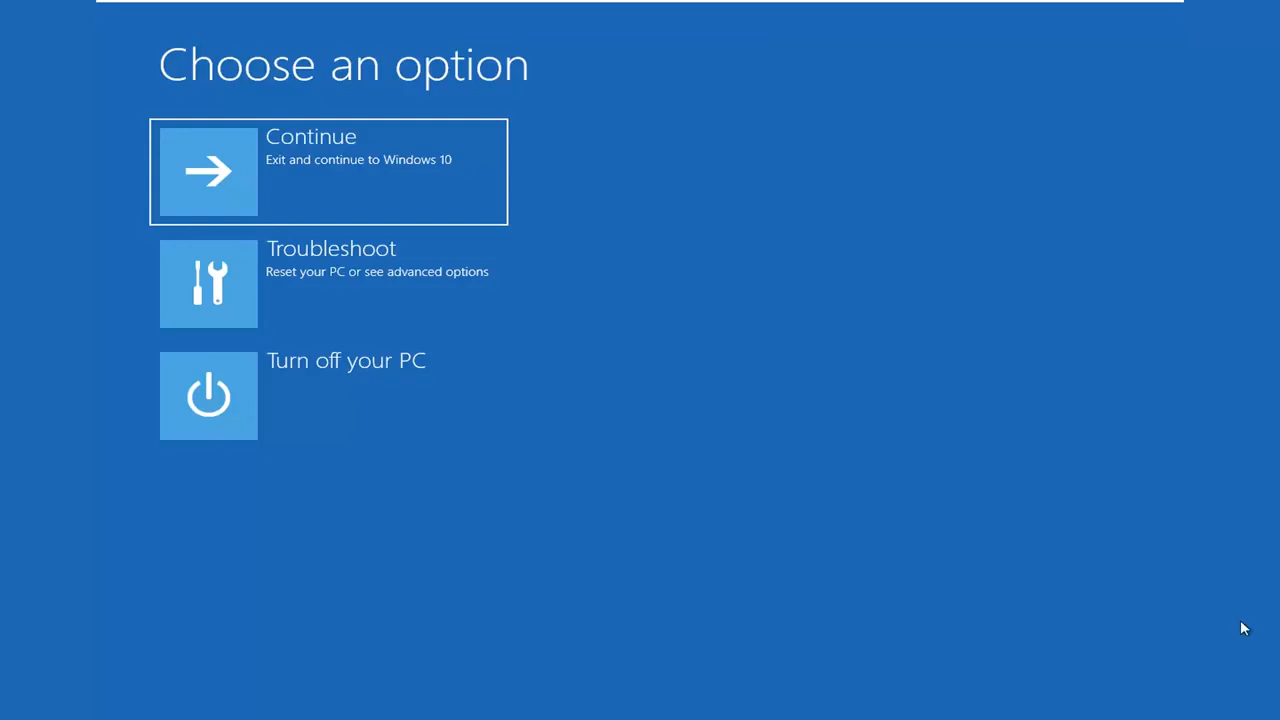 Choose an option
Continue
Exit and continue to Windows 10
Troubleshoot
Reset your PC or see advanced options
Turn off your PC